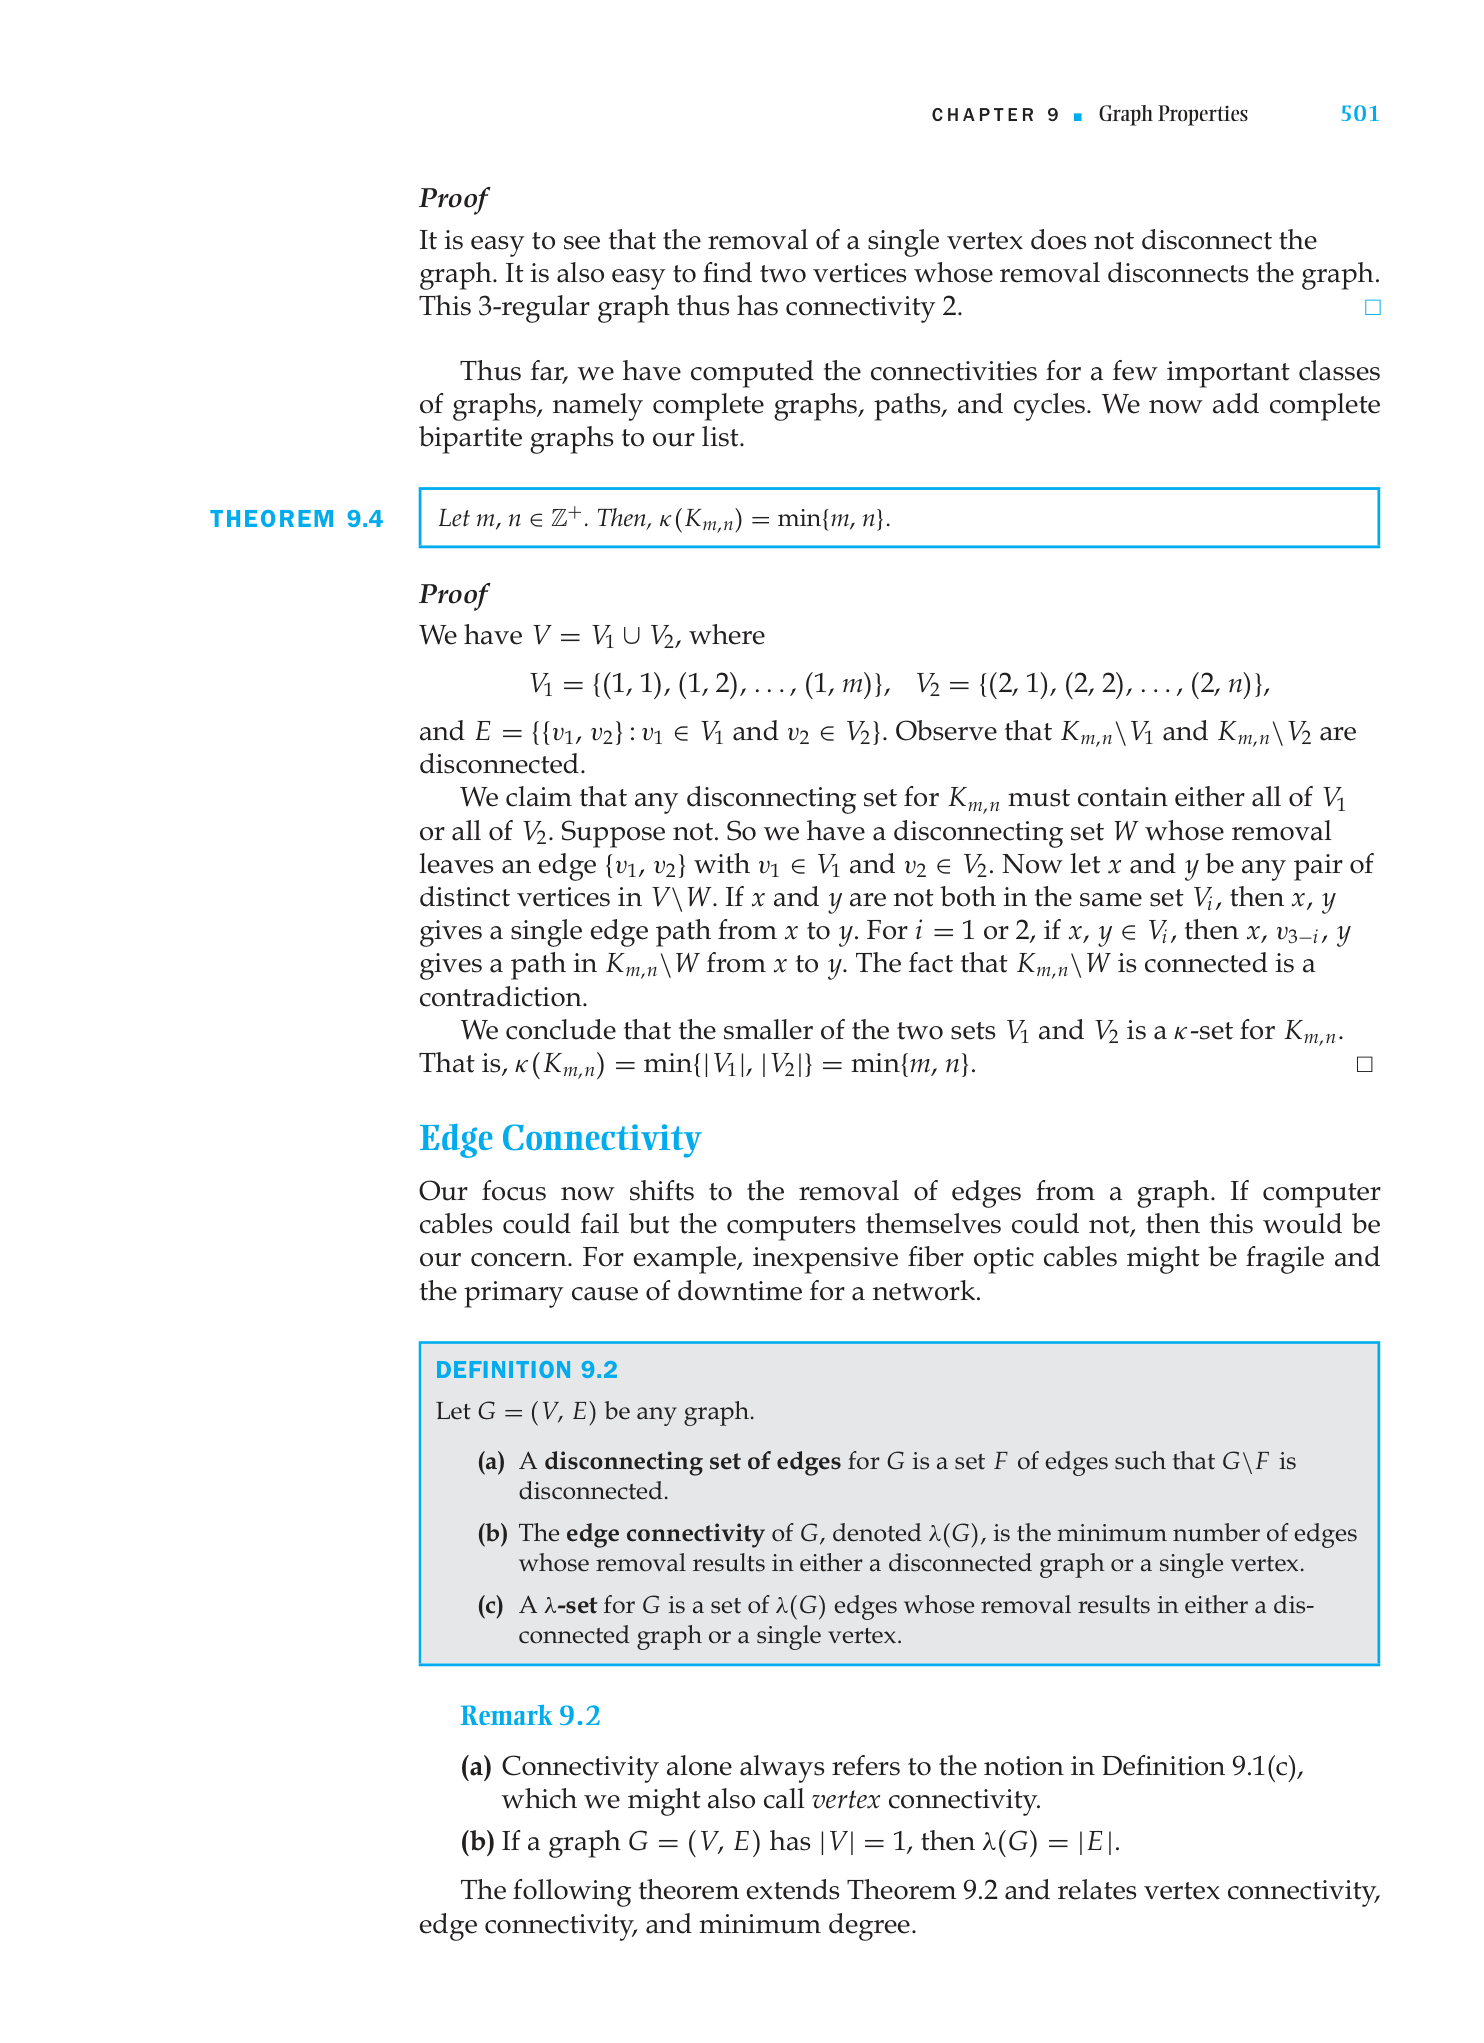 CHAPTER 9 ■ Graph Properties 501
Proof
It is easy to see that the removal of a single vertex does not disconnect the
graph. It is also easy to find two vertices whose removal disconnects the graph.
This 3-regular graph thus has connectivity 2. □
Thus far, we have computed the connectivities for a few important classes
of graphs, namely complete graphs, paths, and cycles. We now add complete
bipartite graphs to our list.
THEOREM 9.4 Let m, n ∈ ℤ⁺. Then, κ(K_{m,n}) = min{m, n}.
Proof
We have V = V₁ ∪ V₂, where
V₁ = {(1, 1), (1, 2), . . . , (1, m)}, V₂ = {(2, 1), (2, 2), . . . , (2, n)},
and E = {{v₁, v₂} : v₁ ∈ V₁ and v₂ ∈ V₂}. Observe that K_{m,n}\V₁ and K_{m,n}\V₂ are
disconnected.
We claim that any disconnecting set for K_{m,n} must contain either all of V₁
or all of V₂. Suppose not. So we have a disconnecting set W whose removal
leaves an edge {v₁, v₂} with v₁ ∈ V₁ and v₂ ∈ V₂. Now let x and y be any pair of
distinct vertices in V\W. If x and y are not both in the same set Vᵢ, then x, y
gives a single edge path from x to y. For i = 1 or 2, if x, y ∈ Vᵢ, then x, v₃₋ᵢ, y
gives a path in K_{m,n}\W from x to y. The fact that K_{m,n}\W is connected is a
contradiction.
We conclude that the smaller of the two sets V₁ and V₂ is a κ-set for K_{m,n}.
That is, κ(K_{m,n}) = min{|V₁|, |V₂|} = min{m, n}. □
Edge Connectivity
Our focus now shifts to the removal of edges from a graph. If computer
cables could fail but the computers themselves could not, then this would be
our concern. For example, inexpensive fiber optic cables might be fragile and
the primary cause of downtime for a network.
DEFINITION 9.2
Let G = (V, E) be any graph.
(a) A disconnecting set of edges for G is a set F of edges such that G\F is
disconnected.
(b) The edge connectivity of G, denoted λ(G), is the minimum number of edges
whose removal results in either a disconnected graph or a single vertex.
(c) A λ-set for G is a set of λ(G) edges whose removal results in either a dis-
connected graph or a single vertex.
Remark 9.2
(a) Connectivity alone always refers to the notion in Definition 9.1(c),
which we might also call vertex connectivity.
(b) If a graph G = (V, E) has |V| = 1, then λ(G) = |E|.
The following theorem extends Theorem 9.2 and relates vertex connectivity,
edge connectivity, and minimum degree.